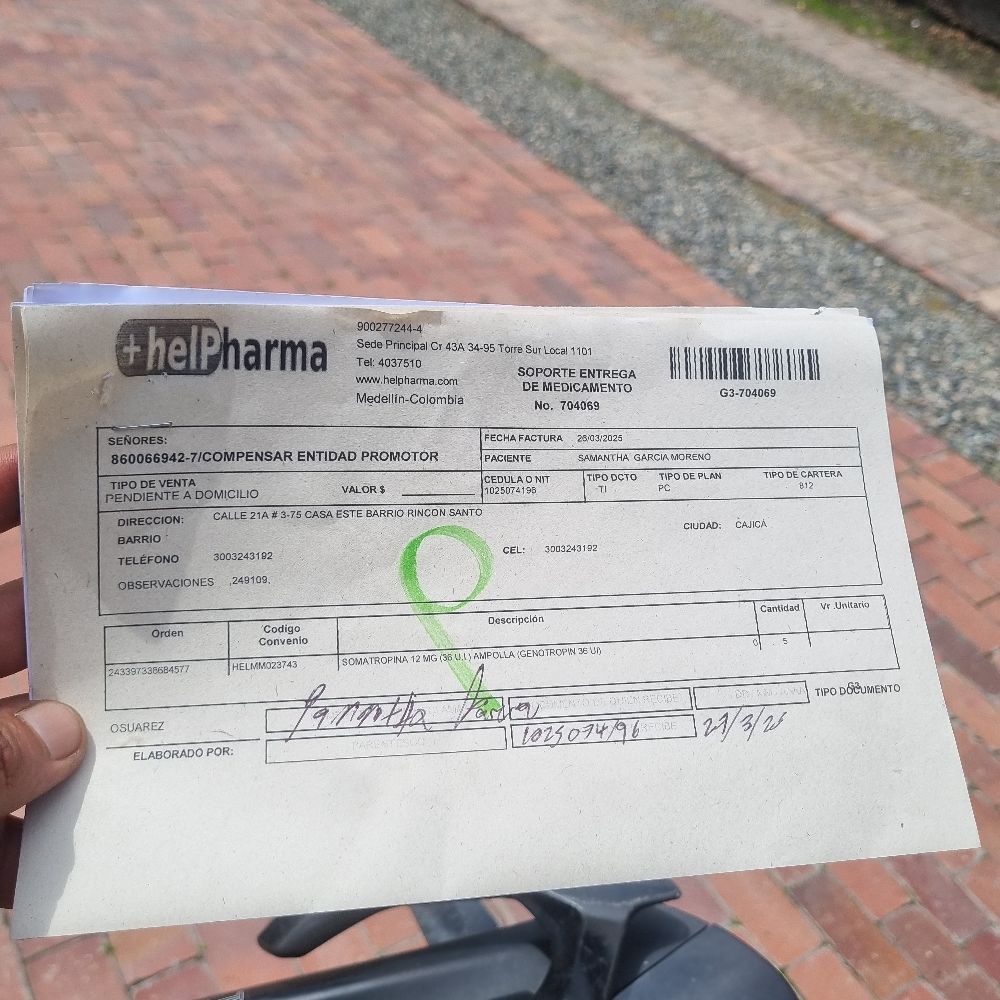 +helPharma
900277244-4
Sede Principal Cr 43A 34-95 Torre Sur Local 1101
Tel: 4037510
www.helpharma.com
Medellín-Colombia
SOPORTE ENTREGA
DE MEDICAMENTO
No. 704069
G3-704069
SEÑORES:
860066942-7/COMPENSAR ENTIDAD PROMOTOR
FECHA FACTURA 26/03/2025
PACIENTE SAMANTHA GARCIA MORENO
TIPO DE VENTA
PENDIENTE A DOMICILIO
VALOR $
CEDULA O NIT
1025074196
TIPO DCTO
TI
TIPO DE PLAN
PC
TIPO DE CARTERA
812
DIRECCION: CALLE 21A # 3-75 CASA ESTE BARRIO RINCON SANTO
CIUDAD: CAJICÁ
BARRIO
TELÉFONO 3003243192
CEL: 3003243192
OBSERVACIONES ,249109,
Orden Codigo Convenio Descripción Cantidad Vr .Unitario
243397338684577 HELMM023743 SOMATROPINA 12 MG (36 U.I.) AMPOLLA (GENOTROPIN 36 UI) 0 5
G3
TIPO DOCUMENTO
OSUAREZ
ELABORADO POR:
PARENTESCO
1025074196